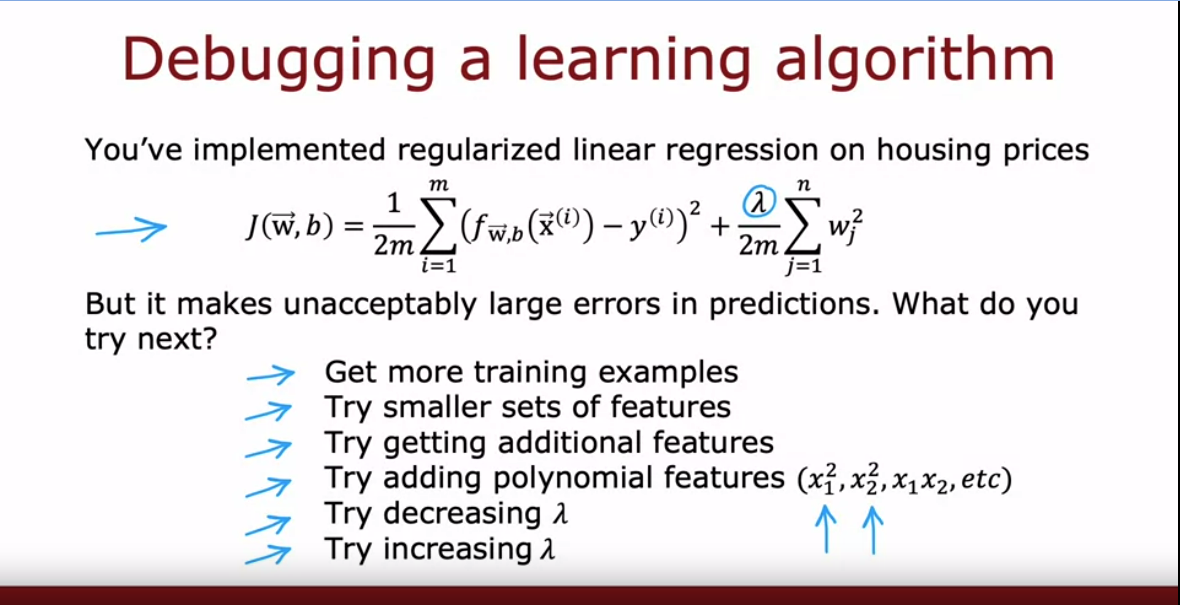 Debugging a learning algorithm
You've implemented regularized linear regression on housing prices
J(w⃗, b) = 1/2m ∑_{i=1}^{m} (f_{w⃗,b}(x⃗^{(i)}) − y^{(i)})² + λ/2m ∑_{j=1}^{n} w_j²
But it makes unacceptably large errors in predictions. What do you
try next?
Get more training examples
Try smaller sets of features
Try getting additional features
Try adding polynomial features (x₁², x₂², x₁x₂, etc)
Try decreasing λ
Try increasing λ